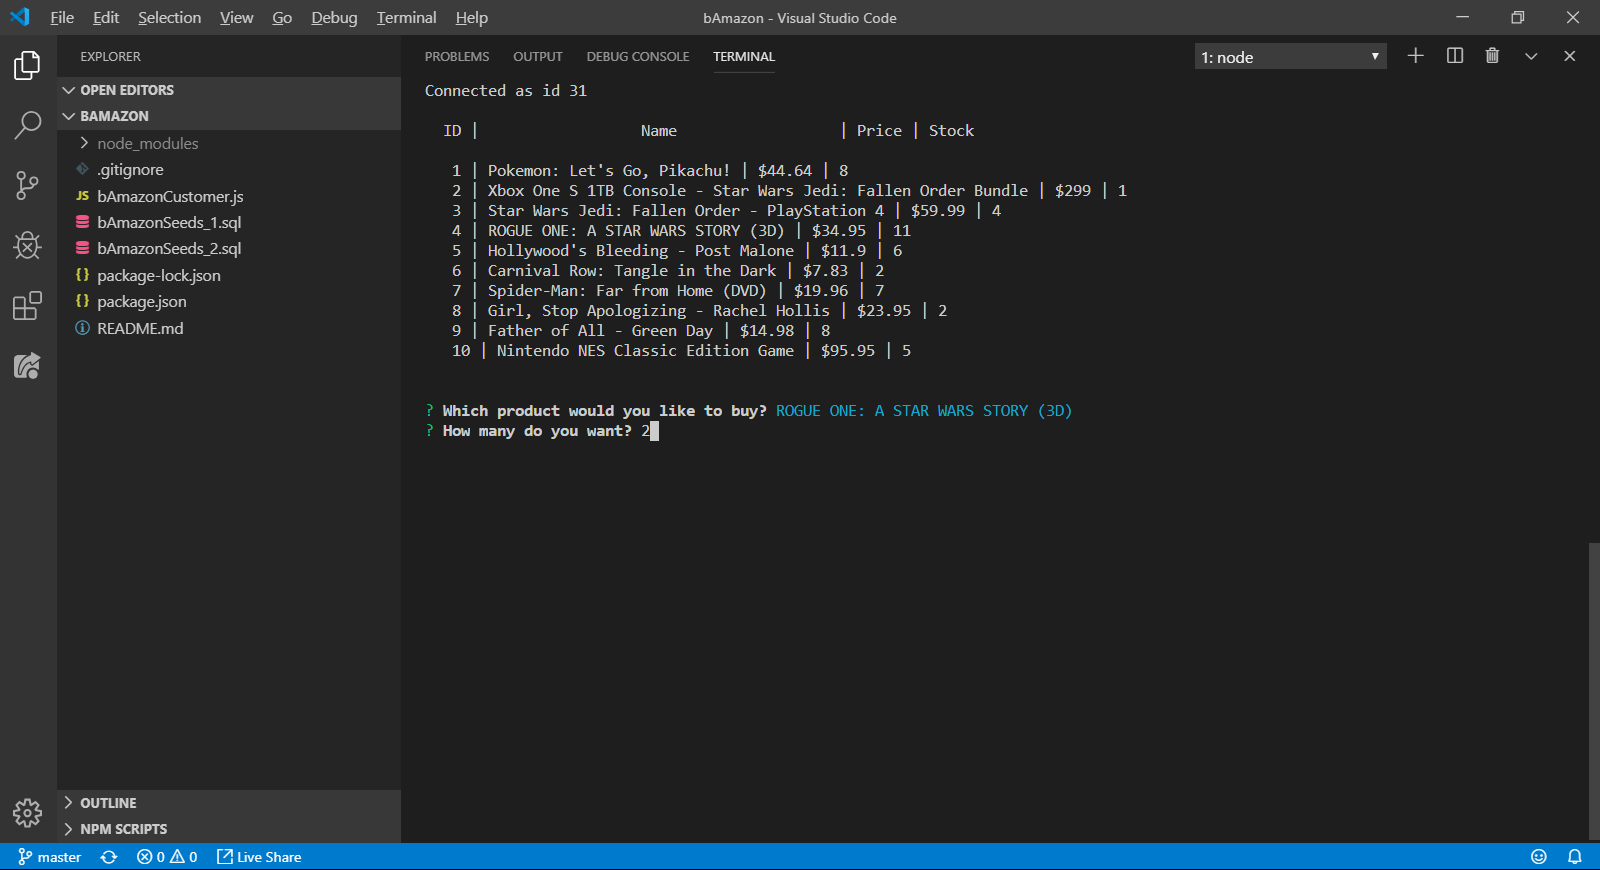 File Edit Selection View Go Debug Terminal Help
bAmazon - Visual Studio Code
EXPLORER
OPEN EDITORS
BAMAZON
node_modules
.gitignore
JS bAmazonCustomer.js
bAmazonSeeds_1.sql
bAmazonSeeds_2.sql
{} package-lock.json
{} package.json
README.md
OUTLINE
NPM SCRIPTS
PROBLEMS OUTPUT DEBUG CONSOLE TERMINAL
1: node
Connected as id 31
ID | Name | Price | Stock
1 | Pokemon: Let's Go, Pikachu! | $44.64 | 8
2 | Xbox One S 1TB Console - Star Wars Jedi: Fallen Order Bundle | $299 | 1
3 | Star Wars Jedi: Fallen Order - PlayStation 4 | $59.99 | 4
4 | ROGUE ONE: A STAR WARS STORY (3D) | $34.95 | 11
5 | Hollywood's Bleeding - Post Malone | $11.9 | 6
6 | Carnival Row: Tangle in the Dark | $7.83 | 2
7 | Spider-Man: Far from Home (DVD) | $19.96 | 7
8 | Girl, Stop Apologizing - Rachel Hollis | $23.95 | 2
9 | Father of All - Green Day | $14.98 | 8
10 | Nintendo NES Classic Edition Game | $95.95 | 5
? Which product would you like to buy? ROGUE ONE: A STAR WARS STORY (3D)
? How many do you want? 2
master 0 0 Live Share